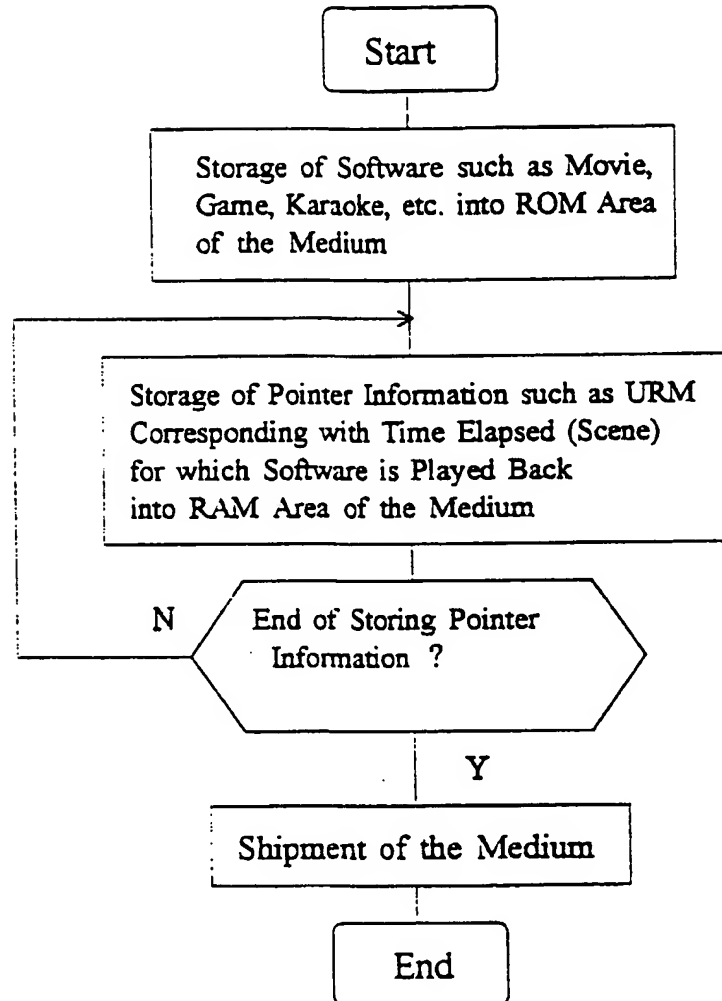 Start
Storage of Software such as Movie,
Game, Karaoke, etc. into ROM Area
of the Medium
Storage of Pointer Information such as URM
Corresponding with Time Elapsed (Scene)
for which Software is Played Back
into RAM Area of the Medium
N
End of Storing Pointer
Information ?
Y
Shipment of the Medium
End